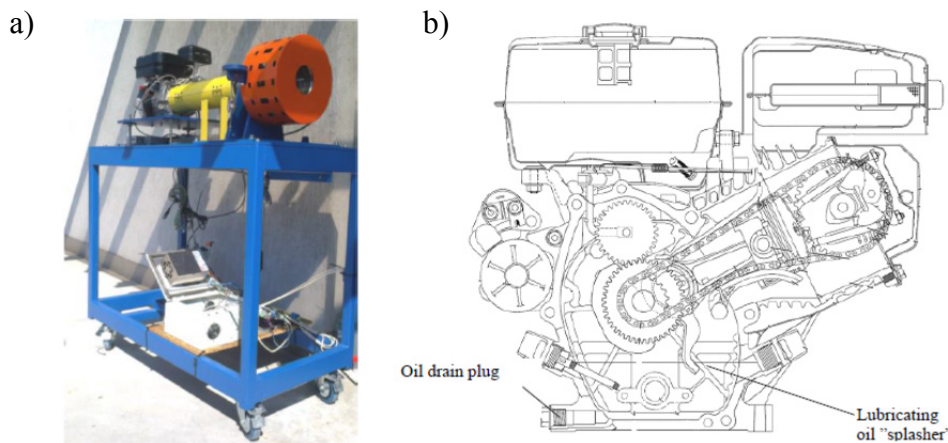 a)
b)
Oil drain plug
Lubricating
oil ”splasher”